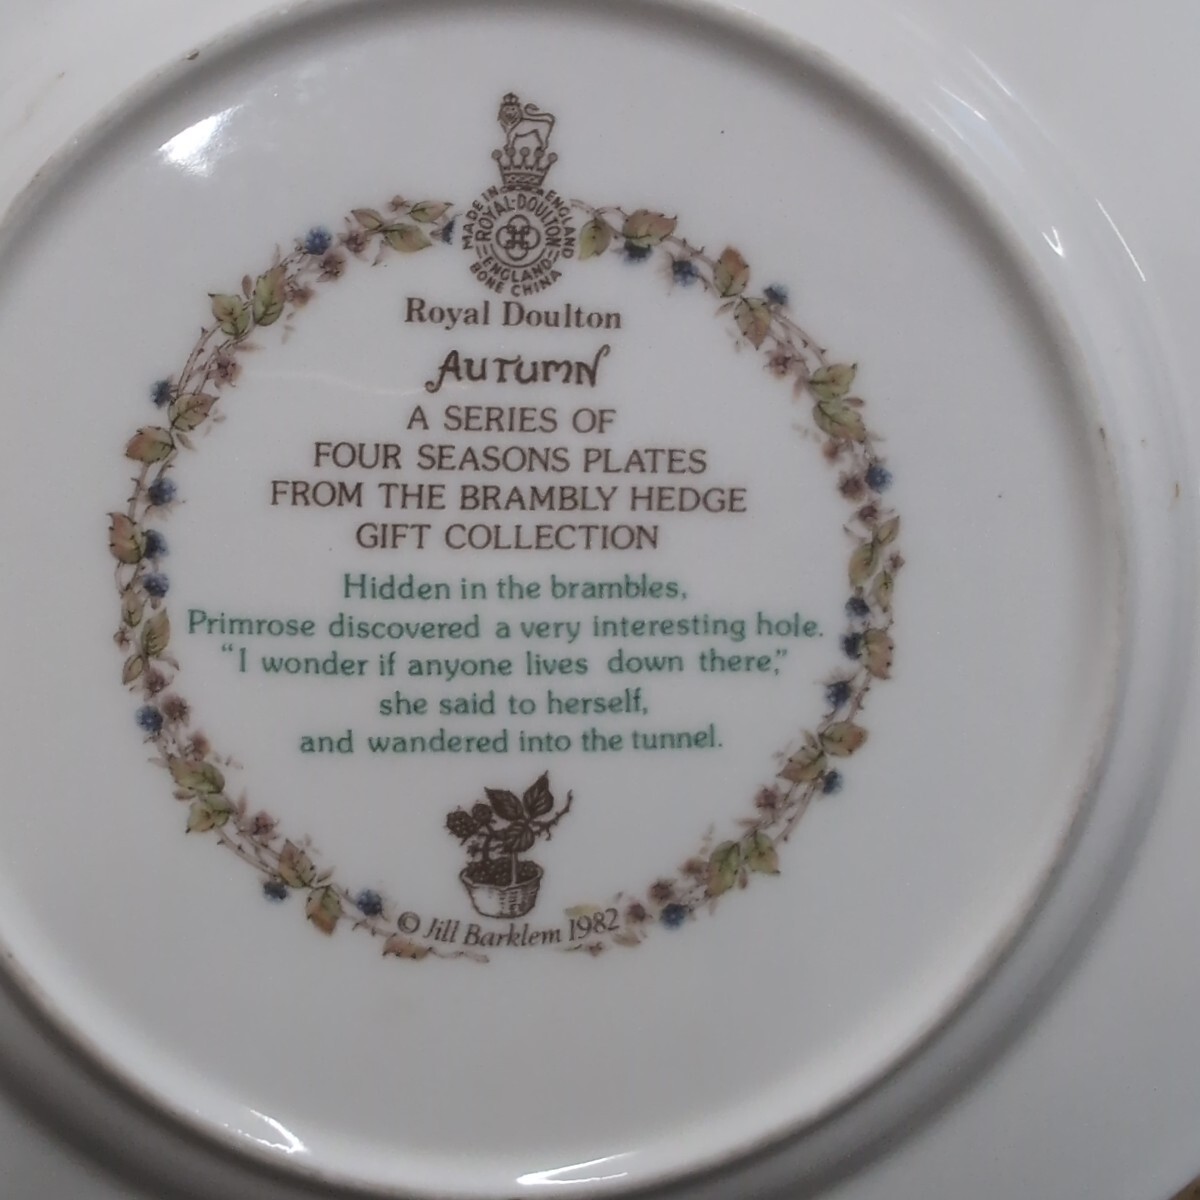 MADE IN ENGLAND
ROYAL·DOULTON
ENGLAND
BONE CHINA
Royal Doulton
AUTUMN
A SERIES OF
FOUR SEASONS PLATES
FROM THE BRAMBLY HEDGE
GIFT COLLECTION
Hidden in the brambles,
Primrose discovered a very interesting hole.
“I wonder if anyone lives down there,”
she said to herself,
and wandered into the tunnel.
© Jill Barklem 1982